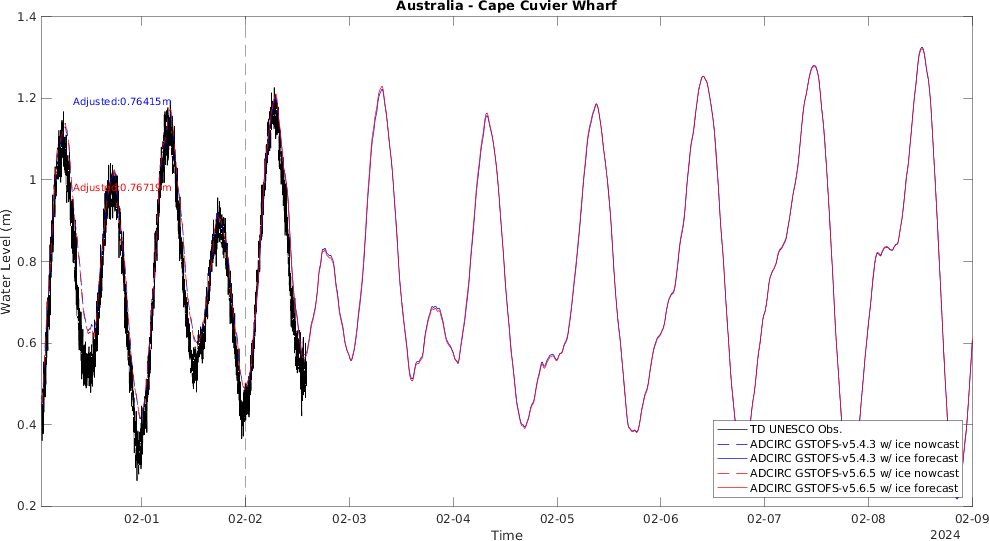 Australia - Cape Cuvier Wharf
1.4
1.2
1
0.8
0.6
0.4
0.2
Water Level (m)
Adjusted:0.76415m
Adjusted:0.76719m
TD UNESCO Obs.
ADCIRC GSTOFS-v5.4.3 w/ ice nowcast
ADCIRC GSTOFS-v5.4.3 w/ ice forecast
ADCIRC GSTOFS-v5.6.5 w/ ice nowcast
ADCIRC GSTOFS-v5.6.5 w/ ice forecast
02-01 02-02 02-03 02-04 02-05 02-06 02-07 02-08 02-09
Time
2024